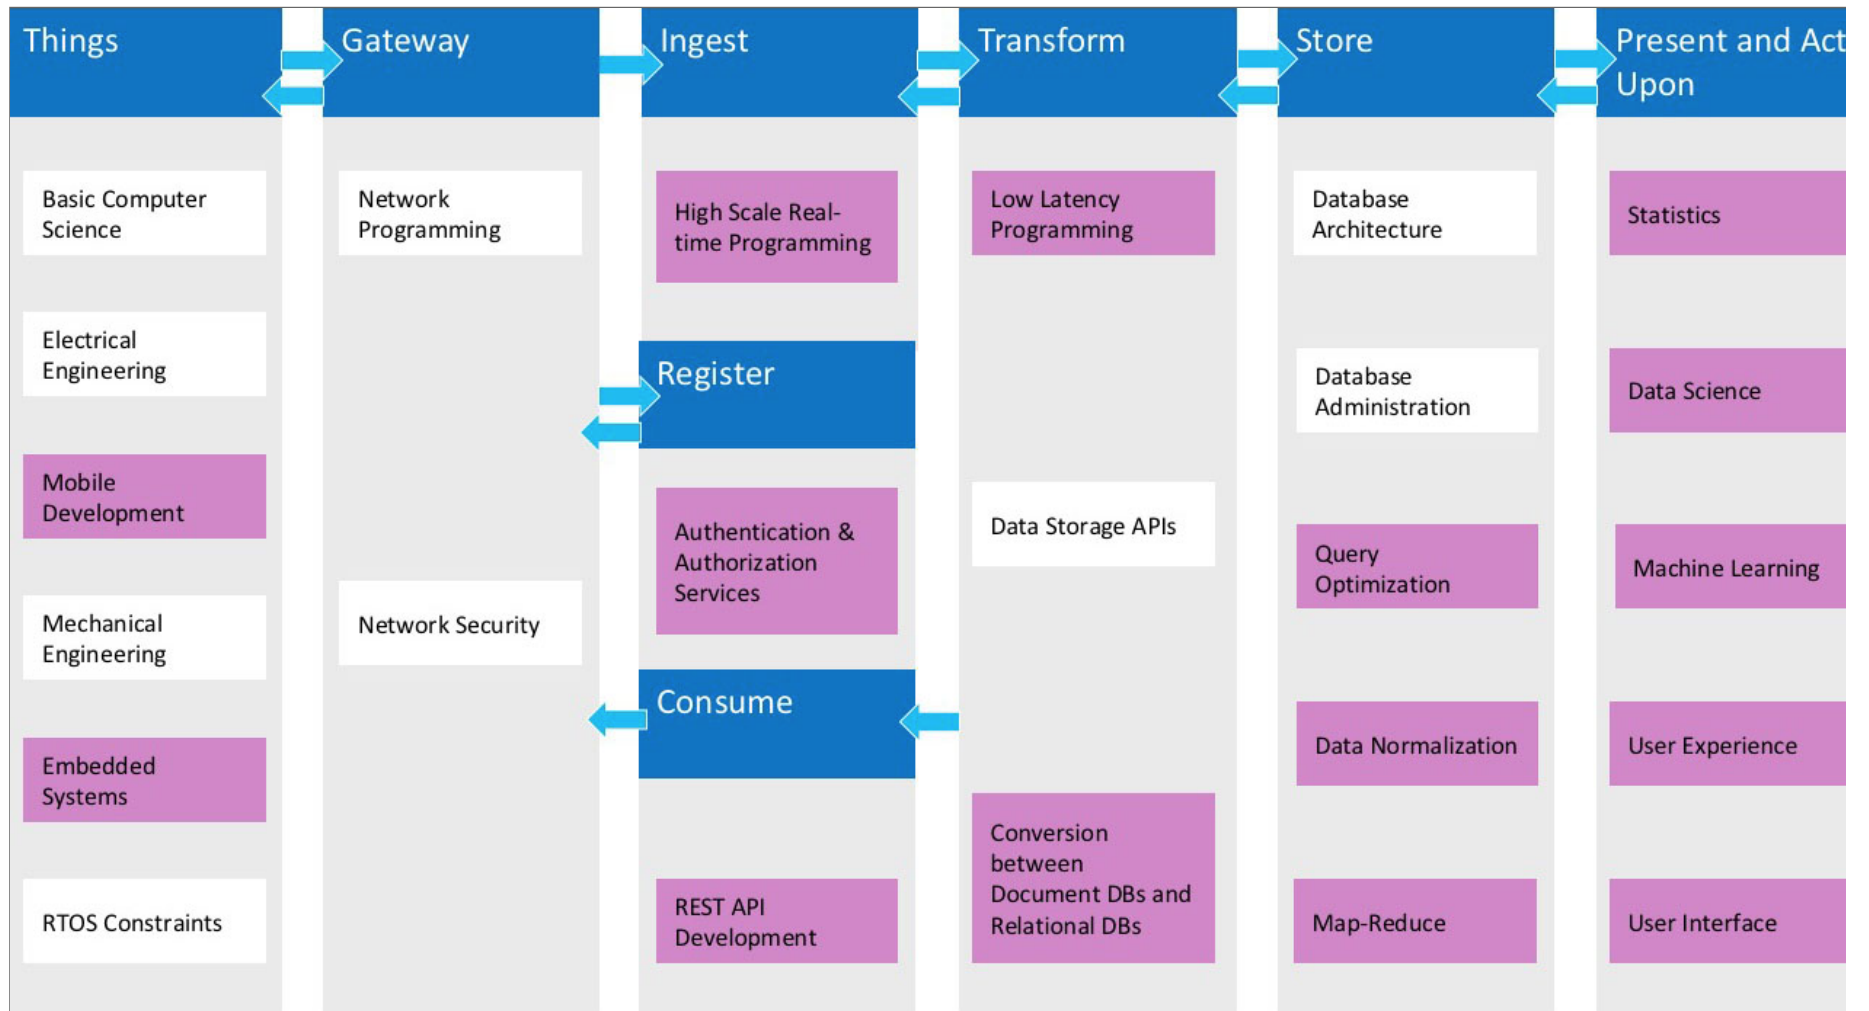 Things
Basic Computer
Science
Electrical
Engineering
Mobile
Development
Mechanical
Engineering
Embedded
Systems
RTOS Constraints
Gateway
Network
Programming
Network Security
Ingest
High Scale Real-
time Programming
Register
Authentication &
Authorization
Services
Consume
REST API
Development
Transform
Low Latency
Programming
Data Storage APIs
Conversion
between
Document DBs and
Relational DBs
Store
Database
Architecture
Database
Administration
Query
Optimization
Data Normalization
Map-Reduce
Present and Act
Upon
Statistics
Data Science
Machine Learning
User Experience
User Interface